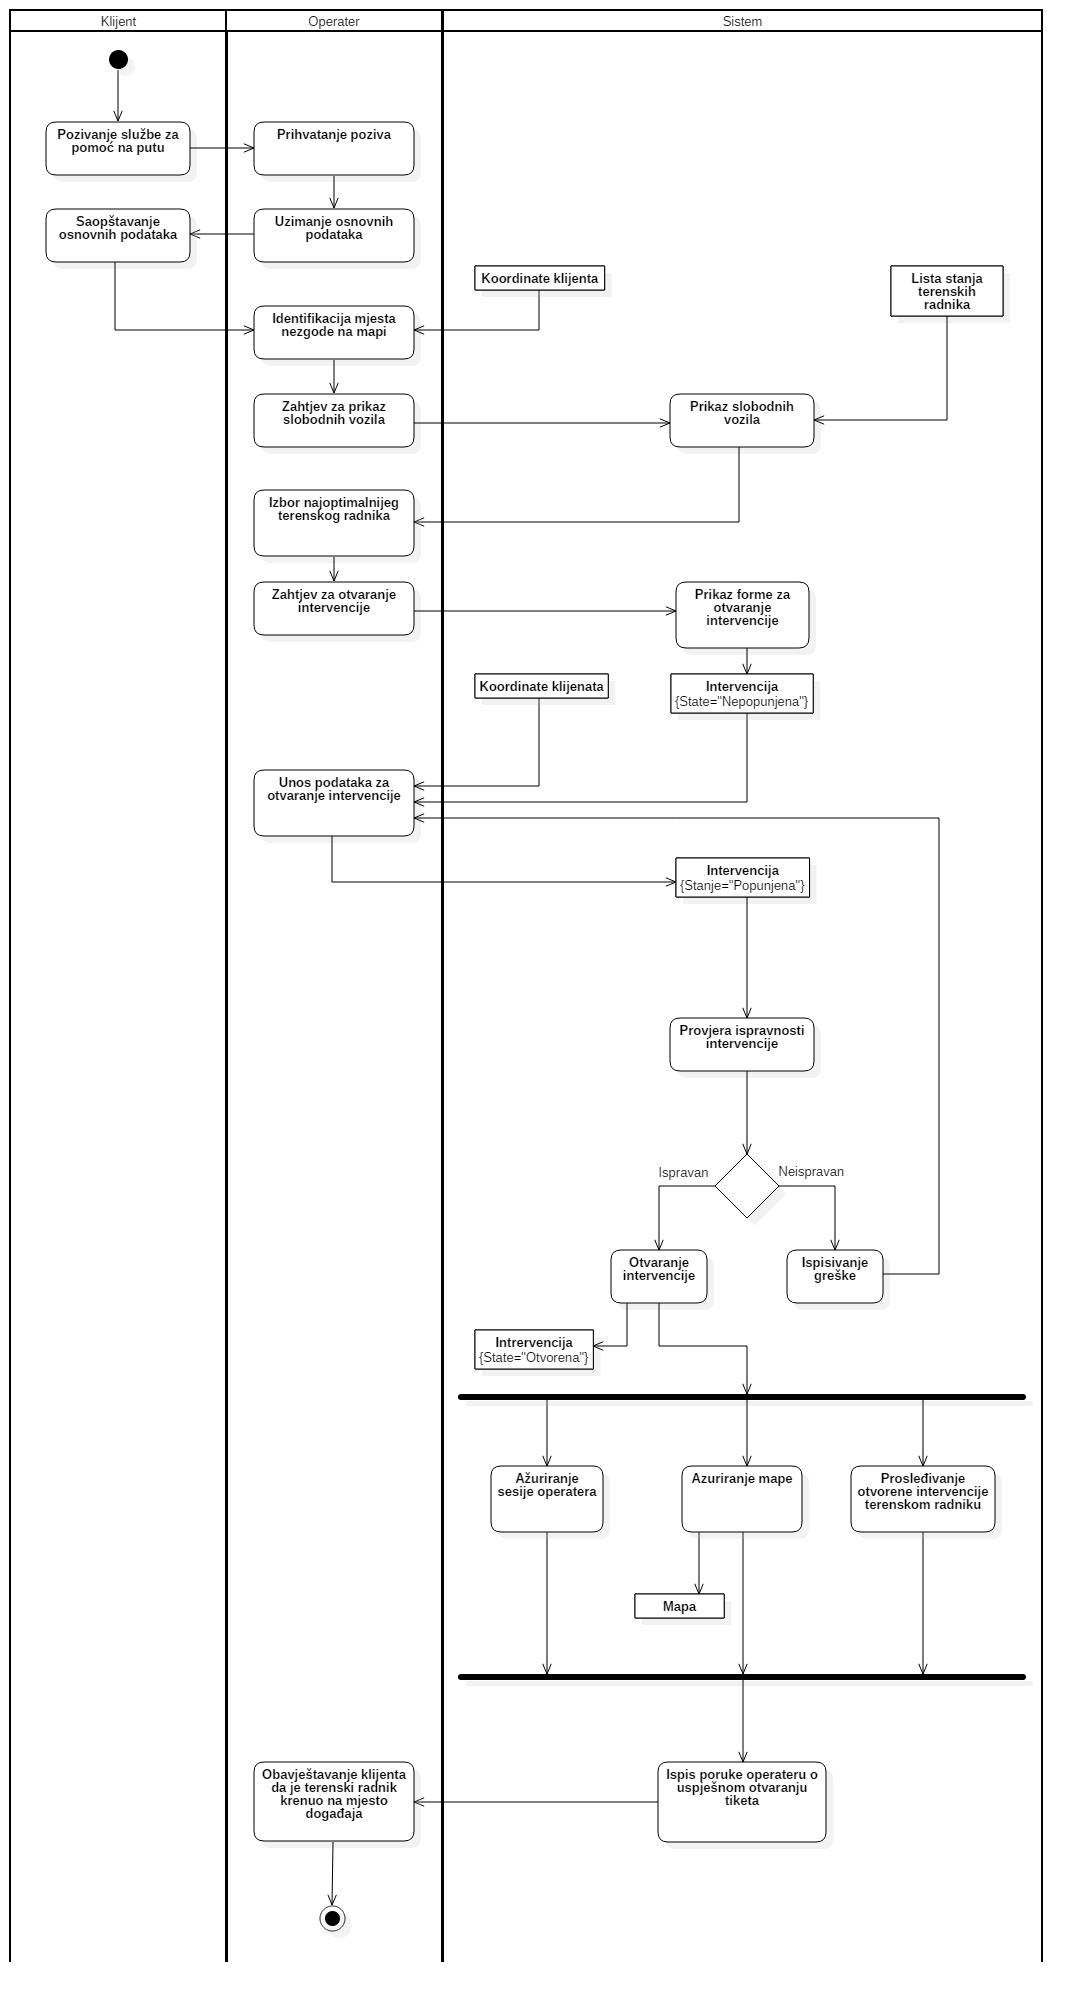 Klijent
Operater
Sistem
Pozivanje službe za
pomoć na putu
Prihvatanje poziva
Saopštavanje
osnovnih podataka
Uzimanje osnovnih
podataka
Koordinate klijenta
Lista stanja
terenskih
radnika
Identifikacija mjesta
nezgode na mapi
Zahtjev za prikaz
slobodnih vozila
Prikaz slobodnih
vozila
Izbor najoptimalnijeg
terenskog radnika
Zahtjev za otvaranje
intervencije
Prikaz forme za
otvaranje
intervencije
Koordinate klijenata
Intervencija
{State="Nepopunjena"}
Unos podataka za
otvaranje intervencije
Intervencija
{Stanje="Popunjena"}
Provjera ispravnosti
intervencije
Ispravan
Neispravan
Otvaranje
intervencije
Ispisivanje
greške
Intrervencija
{State="Otvorena"}
Ažuriranje
sesije operatera
Azuriranje mape
Prosleđivanje
otvorene intervencije
terenskom radniku
Mapa
Obavještavanje klijenta
da je terenski radnik
krenuo na mjesto
događaja
Ispis poruke operateru o
uspješnom otvaranju
tiketa